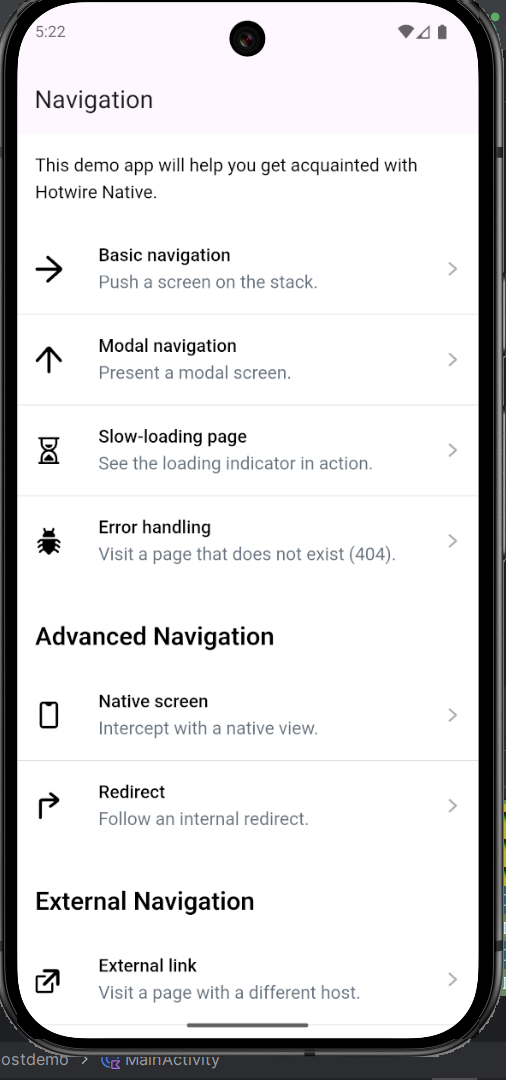 5:22
Navigation
This demo app will help you get acquainted with
Hotwire Native.
Basic navigation
Push a screen on the stack.
Modal navigation
Present a modal screen.
Slow-loading page
See the loading indicator in action.
Error handling
Visit a page that does not exist (404).
Advanced Navigation
Native screen
Intercept with a native view.
Redirect
Follow an internal redirect.
External Navigation
External link
Visit a page with a different host.
ostdemo > MainActivity